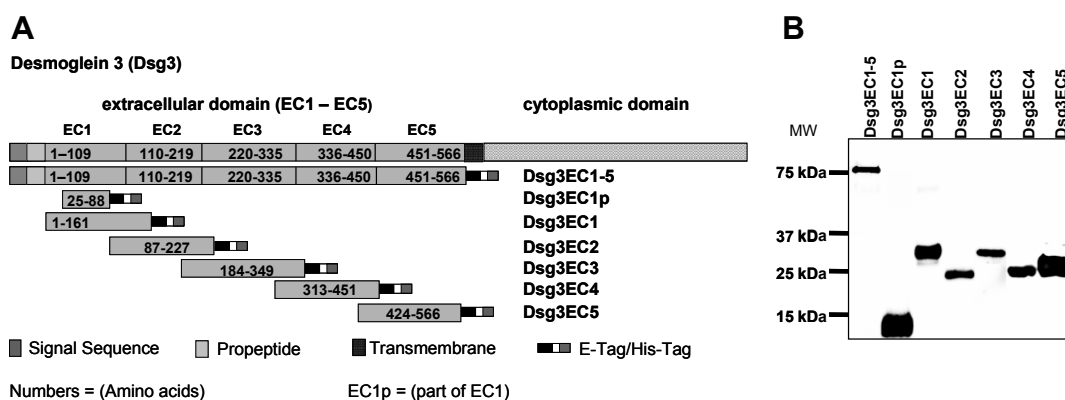 A
Desmoglein 3 (Dsg3)
extracellular domain (EC1 – EC5) cytoplasmic domain
EC1 EC2 EC3 EC4 EC5
1–109 110-219 220-335 336-450 451-566
1–109 110-219 220-335 336-450 451-566 Dsg3EC1-5
25-88 Dsg3EC1p
1-161 Dsg3EC1
87-227 Dsg3EC2
184-349 Dsg3EC3
313-451 Dsg3EC4
424-566 Dsg3EC5
Signal Sequence Propeptide Transmembrane E-Tag/His-Tag
Numbers = (Amino acids) EC1p = (part of EC1)
B
Dsg3EC1-5
Dsg3EC1p
Dsg3EC1
Dsg3EC2
Dsg3EC3
Dsg3EC4
Dsg3EC5
MW
75 kDa
37 kDa
25 kDa
15 kDa